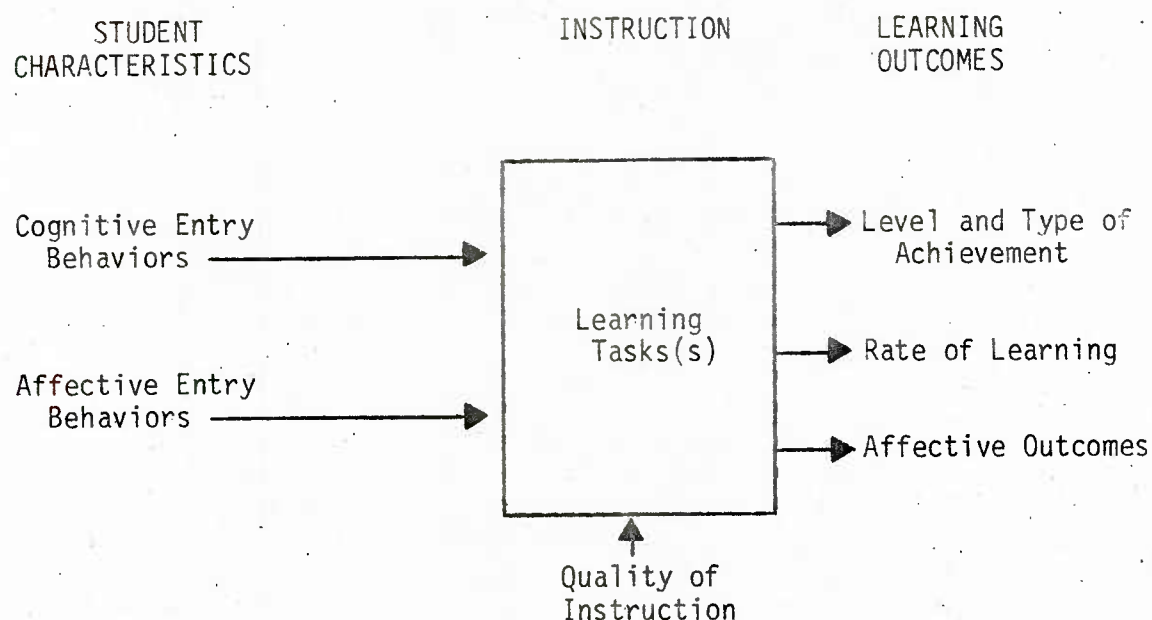 STUDENT
CHARACTERISTICS
INSTRUCTION
LEARNING
OUTCOMES
Cognitive Entry
Behaviors
Affective Entry
Behaviors
Learning
Tasks(s)
Level and Type of
Achievement
Rate of Learning
Affective Outcomes
Quality of
Instruction